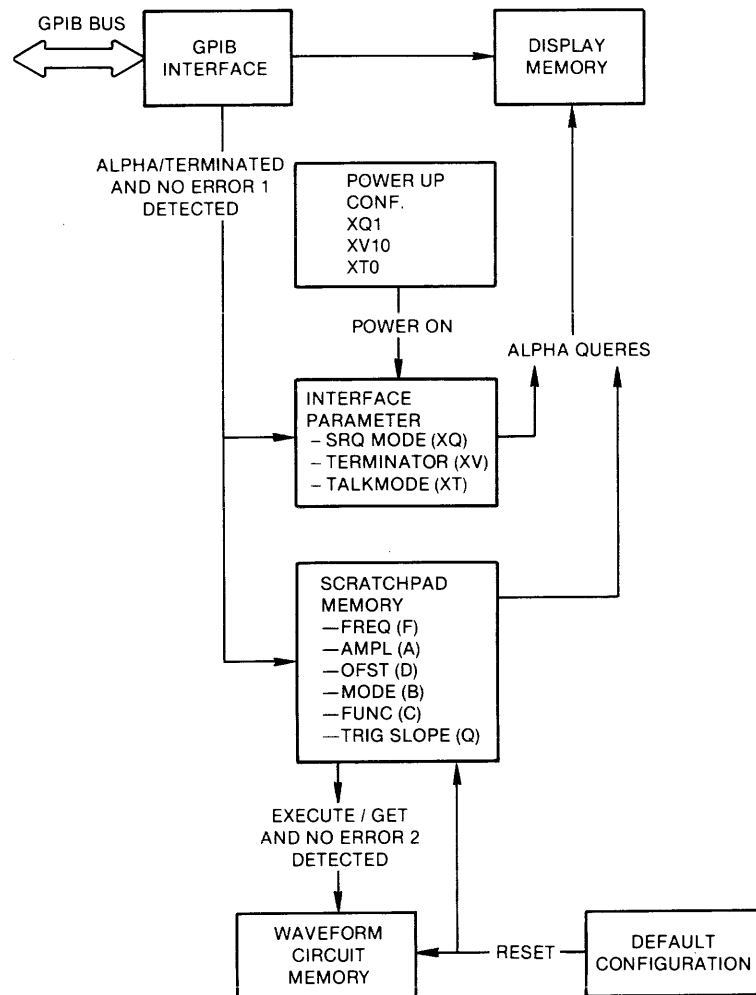 GPIB BUS
GPIB
INTERFACE
DISPLAY
MEMORY
ALPHA/TERMINATED
AND NO ERROR 1
DETECTED
POWER UP
CONF.
XQ1
XV10
XT0
POWER ON
ALPHA QUERES
INTERFACE
PARAMETER
– SRQ MODE (XQ)
– TERMINATOR (XV)
– TALKMODE (XT)
SCRATCHPAD
MEMORY
—FREQ (F)
—AMPL (A)
—OFST (D)
—MODE (B)
—FUNC (C)
—TRIG SLOPE (Q)
EXECUTE / GET
AND NO ERROR 2
DETECTED
WAVEFORM
CIRCUIT
MEMORY
RESET
DEFAULT
CONFIGURATION